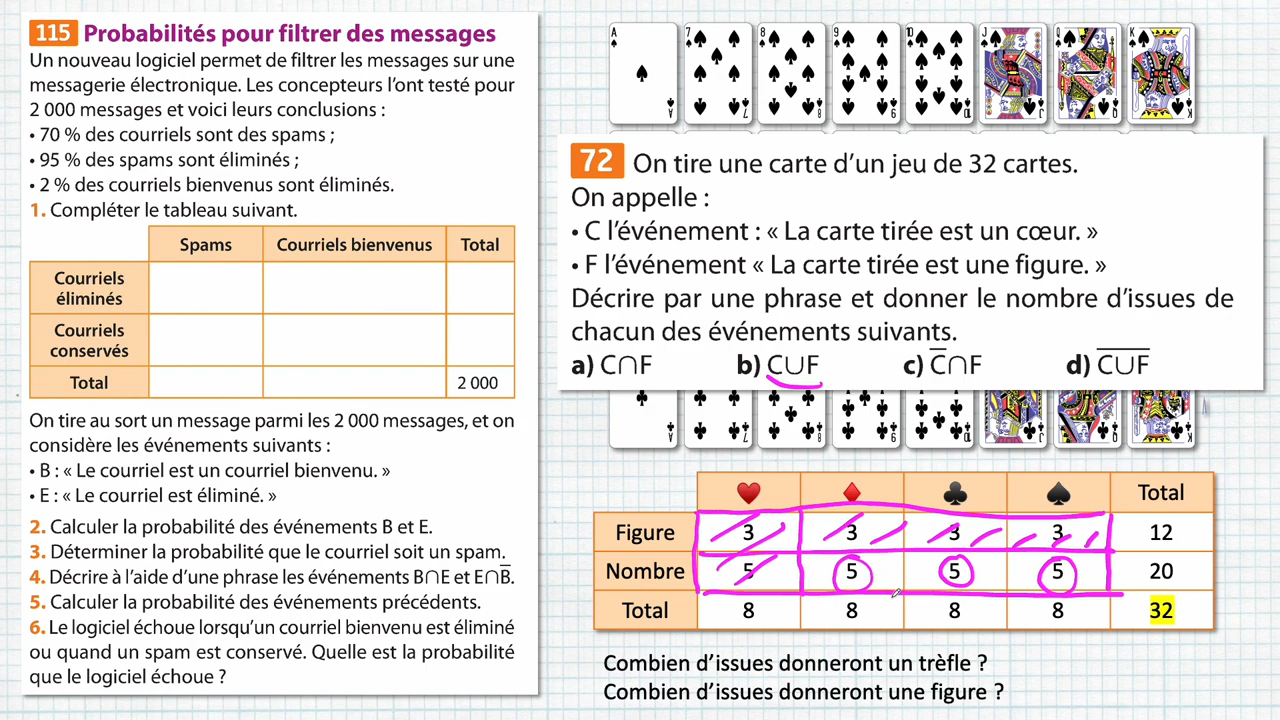 115 Probabilités pour filtrer des messages
Un nouveau logiciel permet de filtrer les messages sur une
messagerie électronique. Les concepteurs l'ont testé pour
2 000 messages et voici leurs conclusions :
• 70 % des courriels sont des spams ;
• 95 % des spams sont éliminés ;
• 2 % des courriels bienvenus sont éliminés.
1. Compléter le tableau suivant.
Spams Courriels bienvenus Total
Courriels
éliminés
Courriels
conservés
Total 2 000
On tire au sort un message parmi les 2 000 messages, et on
considère les événements suivants :
• B : « Le courriel est un courriel bienvenu. »
• E : « Le courriel est éliminé. »
2. Calculer la probabilité des événements B et E.
3. Déterminer la probabilité que le courriel soit un spam.
4. Décrire à l'aide d'une phrase les événements B∩E et E∩B̅.
5. Calculer la probabilité des événements précédents.
6. Le logiciel échoue lorsqu'un courriel bienvenu est éliminé
ou quand un spam est conservé. Quelle est la probabilité
que le logiciel échoue ?
A 7 8 9 10 J Q K
72 On tire une carte d'un jeu de 32 cartes.
On appelle :
• C l'événement : « La carte tirée est un cœur. »
• F l'événement « La carte tirée est une figure. »
Décrire par une phrase et donner le nombre d'issues de
chacun des événements suivants.
a) C∩F b) C∪F c) C̅∩F d) C̅∪̅F̅
A 7 8 9 10 J Q K
♥ ♦ ♣ ♠ Total
Figure 3 3 3 3 12
Nombre 5 5 5 5 20
Total 8 8 8 8 32
Combien d'issues donneront un trèfle ?
Combien d'issues donneront une figure ?